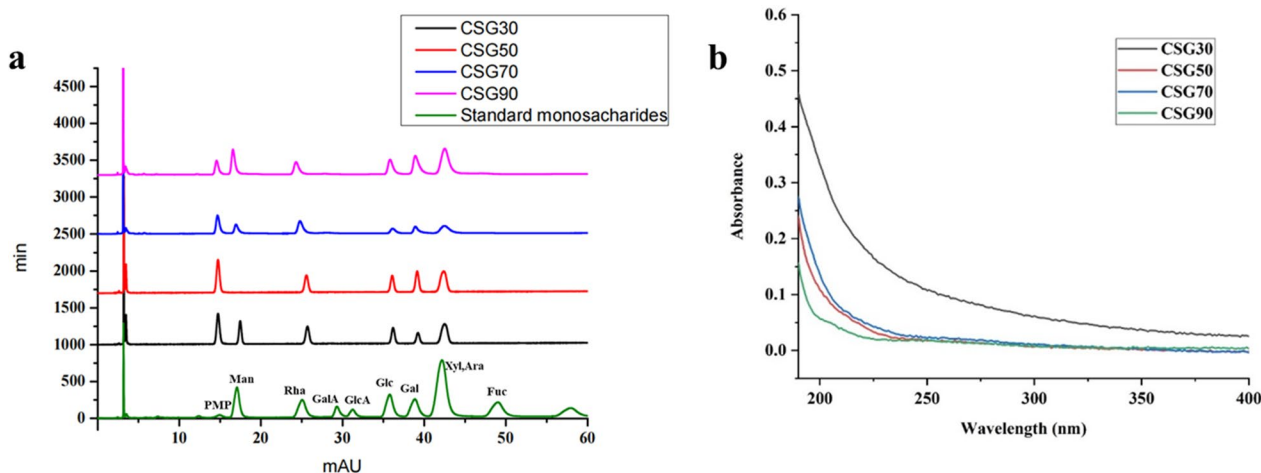 a
CSG30
CSG50
CSG70
CSG90
Standard monosacharides
4500
4000
3500
3000
2500
2000
1500
1000
500
0
min
PMP
Man
Rha
GalA
GlcA
Glc
Gal
Xyl,Ara
Fuc
10 20 30 40 50 60
mAU
b
CSG30
CSG50
CSG70
CSG90
0.6
0.5
0.4
0.3
0.2
0.1
0.0
Absorbance
200 250 300 350 400
Wavelength (nm)